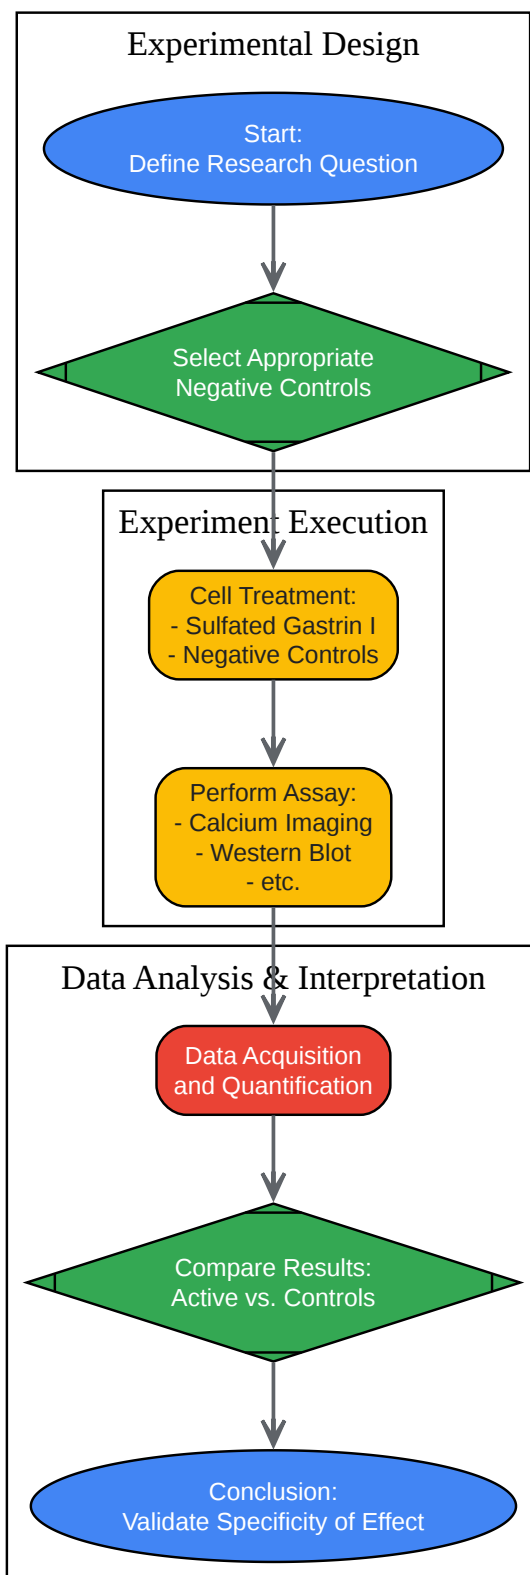 Experimental Design
Start:
Define Research Question
Select Appropriate
Negative Controls
Experiment Execution
Cell Treatment:
- Sulfated Gastrin I
- Negative Controls
Perform Assay:
- Calcium Imaging
- Western Blot
- etc.
Data Analysis & Interpretation
Data Acquisition
and Quantification
Compare Results:
Active vs. Controls
Conclusion:
Validate Specificity of Effect